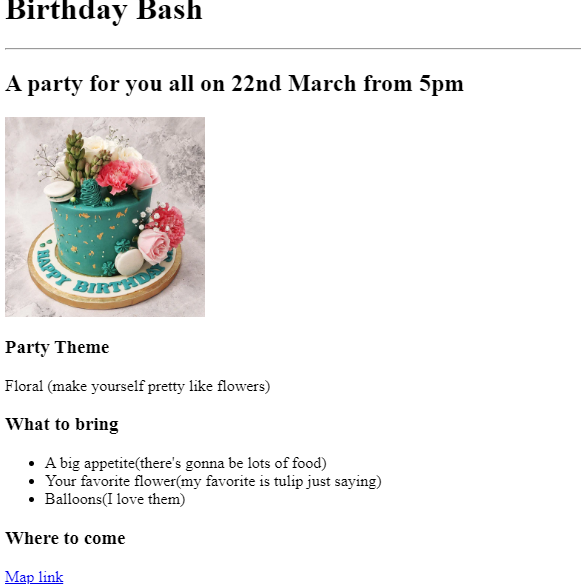 Birthday Bash
A party for you all on 22nd March from 5pm
HAPPY BIRTHDAY
Party Theme
Floral (make yourself pretty like flowers)
What to bring
A big appetite(there's gonna be lots of food)
Your favorite flower(my favorite is tulip just saying)
Balloons(I love them)
Where to come
Map link